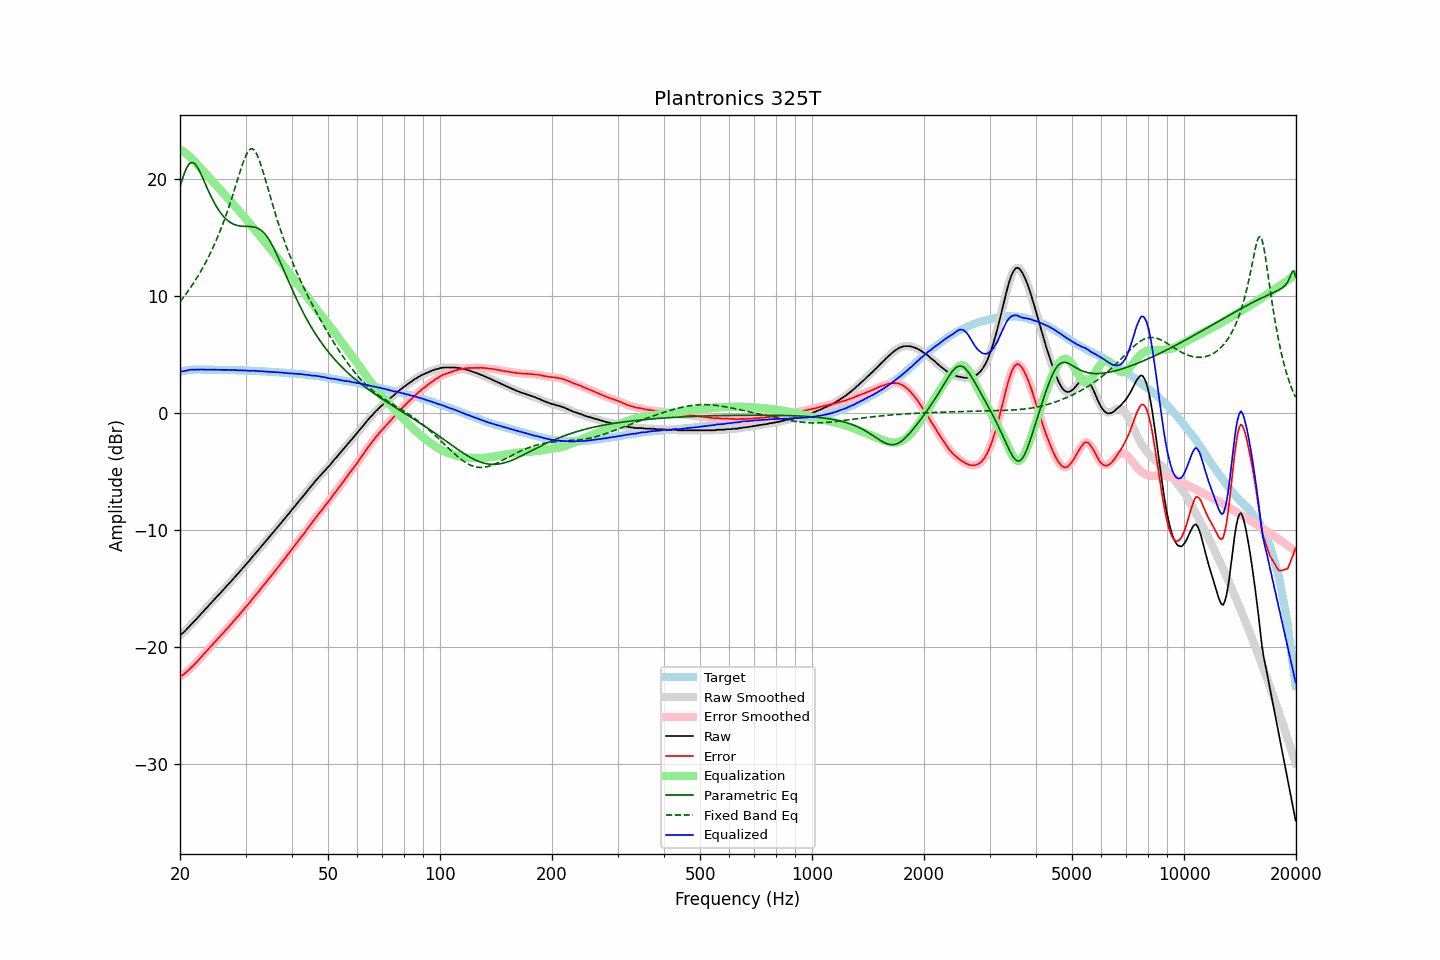 Plantronics 325T
20
10
0
−10
−20
−30
Amplitude (dBr)
Target
Raw Smoothed
Error Smoothed
Raw
Error
Equalization
Parametric Eq
Fixed Band Eq
Equalized
20 50 100 200 500 1000 2000 5000 10000 20000
Frequency (Hz)